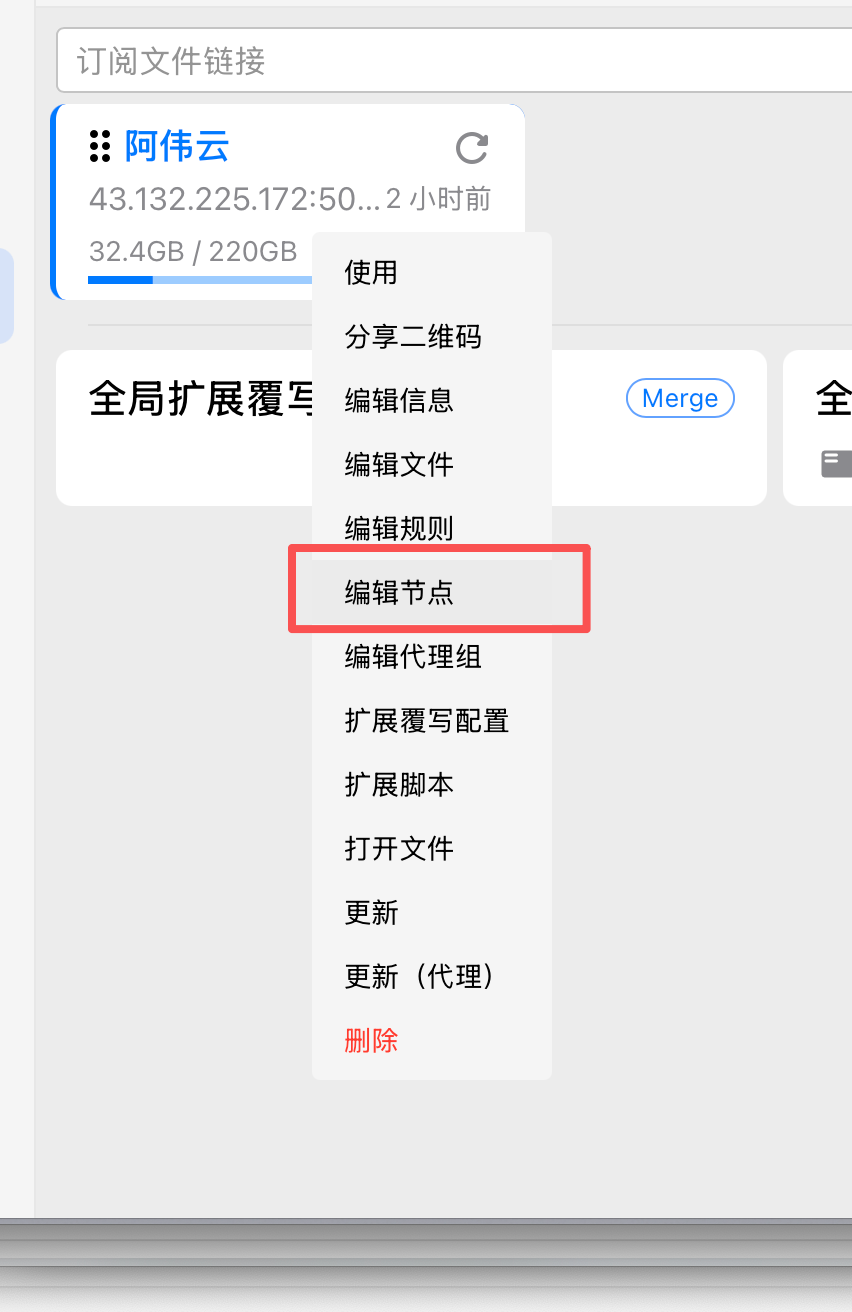 订阅文件链接
阿伟云
43.132.225.172:50... 2 小时前
32.4GB / 220GB
使用
分享二维码
编辑信息
全局扩展覆写
Merge
全
编辑文件
编辑规则
编辑节点
编辑代理组
扩展覆写配置
扩展脚本
打开文件
更新
更新（代理）
删除